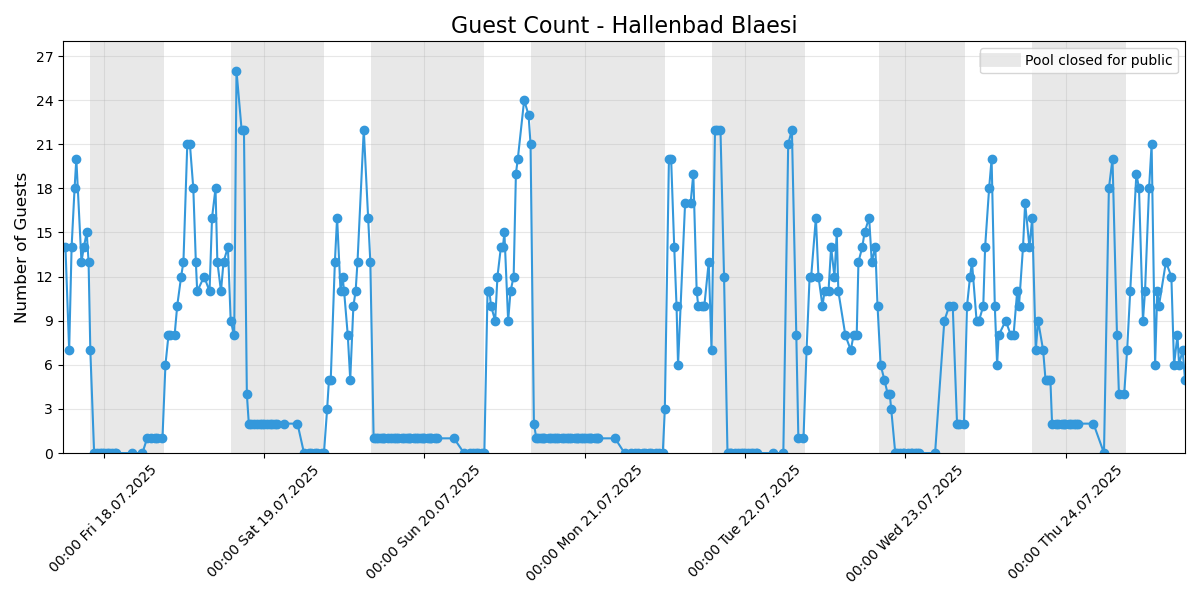 Guest Count - Hallenbad Blaesi
Pool closed for public
Number of Guests
27
24
21
18
15
12
9
6
3
0
00:00 Fri 18.07.2025
00:00 Sat 19.07.2025
00:00 Sun 20.07.2025
00:00 Mon 21.07.2025
00:00 Tue 22.07.2025
00:00 Wed 23.07.2025
00:00 Thu 24.07.2025